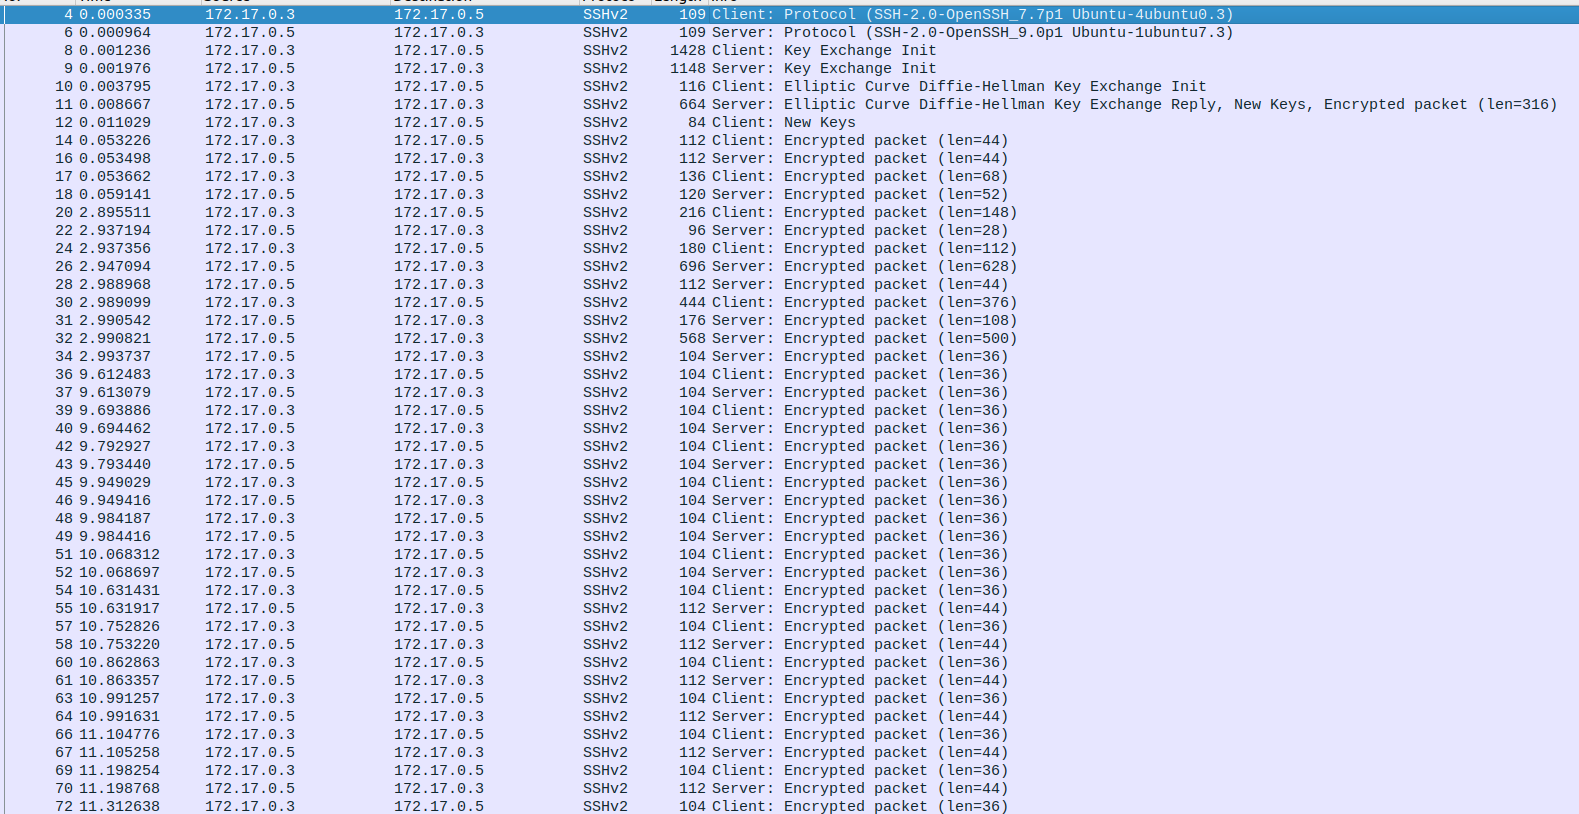 4 0.000335 172.17.0.3 172.17.0.5 SSHv2 109 Client: Protocol (SSH-2.0-OpenSSH_7.7p1 Ubuntu-4ubuntu0.3)
6 0.000964 172.17.0.5 172.17.0.3 SSHv2 109 Server: Protocol (SSH-2.0-OpenSSH_9.0p1 Ubuntu-1ubuntu7.3)
8 0.001236 172.17.0.3 172.17.0.5 SSHv2 1428 Client: Key Exchange Init
9 0.001976 172.17.0.5 172.17.0.3 SSHv2 1148 Server: Key Exchange Init
10 0.003795 172.17.0.3 172.17.0.5 SSHv2 116 Client: Elliptic Curve Diffie-Hellman Key Exchange Init
11 0.008667 172.17.0.5 172.17.0.3 SSHv2 664 Server: Elliptic Curve Diffie-Hellman Key Exchange Reply, New Keys, Encrypted packet (len=316)
12 0.011029 172.17.0.3 172.17.0.5 SSHv2 84 Client: New Keys
14 0.053226 172.17.0.3 172.17.0.5 SSHv2 112 Client: Encrypted packet (len=44)
16 0.053498 172.17.0.5 172.17.0.3 SSHv2 112 Server: Encrypted packet (len=44)
17 0.053662 172.17.0.3 172.17.0.5 SSHv2 136 Client: Encrypted packet (len=68)
18 0.059141 172.17.0.5 172.17.0.3 SSHv2 120 Server: Encrypted packet (len=52)
20 2.895511 172.17.0.3 172.17.0.5 SSHv2 216 Client: Encrypted packet (len=148)
22 2.937194 172.17.0.5 172.17.0.3 SSHv2 96 Server: Encrypted packet (len=28)
24 2.937356 172.17.0.3 172.17.0.5 SSHv2 180 Client: Encrypted packet (len=112)
26 2.947094 172.17.0.5 172.17.0.3 SSHv2 696 Server: Encrypted packet (len=628)
28 2.988968 172.17.0.5 172.17.0.3 SSHv2 112 Server: Encrypted packet (len=44)
30 2.989099 172.17.0.3 172.17.0.5 SSHv2 444 Client: Encrypted packet (len=376)
31 2.990542 172.17.0.5 172.17.0.3 SSHv2 176 Server: Encrypted packet (len=108)
32 2.990821 172.17.0.5 172.17.0.3 SSHv2 568 Server: Encrypted packet (len=500)
34 2.993737 172.17.0.5 172.17.0.3 SSHv2 104 Server: Encrypted packet (len=36)
36 9.612483 172.17.0.3 172.17.0.5 SSHv2 104 Client: Encrypted packet (len=36)
37 9.613079 172.17.0.5 172.17.0.3 SSHv2 104 Server: Encrypted packet (len=36)
39 9.693886 172.17.0.3 172.17.0.5 SSHv2 104 Client: Encrypted packet (len=36)
40 9.694462 172.17.0.5 172.17.0.3 SSHv2 104 Server: Encrypted packet (len=36)
42 9.792927 172.17.0.3 172.17.0.5 SSHv2 104 Client: Encrypted packet (len=36)
43 9.793440 172.17.0.5 172.17.0.3 SSHv2 104 Server: Encrypted packet (len=36)
45 9.949029 172.17.0.3 172.17.0.5 SSHv2 104 Client: Encrypted packet (len=36)
46 9.949416 172.17.0.5 172.17.0.3 SSHv2 104 Server: Encrypted packet (len=36)
48 9.984187 172.17.0.3 172.17.0.5 SSHv2 104 Client: Encrypted packet (len=36)
49 9.984416 172.17.0.5 172.17.0.3 SSHv2 104 Server: Encrypted packet (len=36)
51 10.068312 172.17.0.3 172.17.0.5 SSHv2 104 Client: Encrypted packet (len=36)
52 10.068697 172.17.0.5 172.17.0.3 SSHv2 104 Server: Encrypted packet (len=36)
54 10.631431 172.17.0.3 172.17.0.5 SSHv2 104 Client: Encrypted packet (len=36)
55 10.631917 172.17.0.5 172.17.0.3 SSHv2 112 Server: Encrypted packet (len=44)
57 10.752826 172.17.0.3 172.17.0.5 SSHv2 104 Client: Encrypted packet (len=36)
58 10.753220 172.17.0.5 172.17.0.3 SSHv2 112 Server: Encrypted packet (len=44)
60 10.862863 172.17.0.3 172.17.0.5 SSHv2 104 Client: Encrypted packet (len=36)
61 10.863357 172.17.0.5 172.17.0.3 SSHv2 112 Server: Encrypted packet (len=44)
63 10.991257 172.17.0.3 172.17.0.5 SSHv2 104 Client: Encrypted packet (len=36)
64 10.991631 172.17.0.5 172.17.0.3 SSHv2 112 Server: Encrypted packet (len=44)
66 11.104776 172.17.0.3 172.17.0.5 SSHv2 104 Client: Encrypted packet (len=36)
67 11.105258 172.17.0.5 172.17.0.3 SSHv2 112 Server: Encrypted packet (len=44)
69 11.198254 172.17.0.3 172.17.0.5 SSHv2 104 Client: Encrypted packet (len=36)
70 11.198768 172.17.0.5 172.17.0.3 SSHv2 112 Server: Encrypted packet (len=44)
72 11.312638 172.17.0.3 172.17.0.5 SSHv2 104 Client: Encrypted packet (len=36)